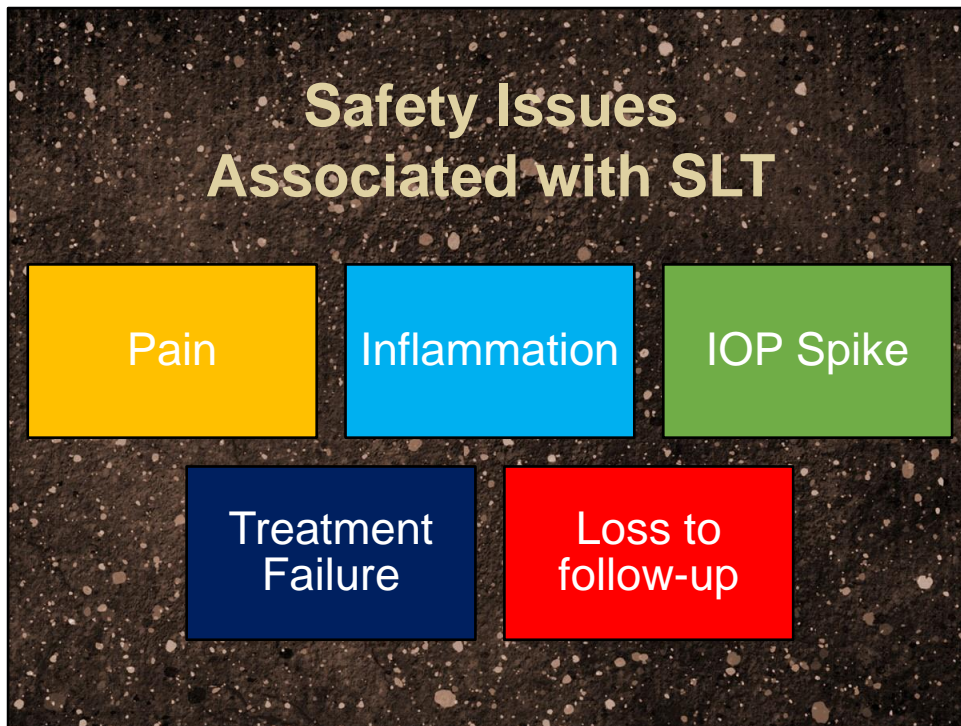 Safety Issues
Associated with SLT
Pain
Inflammation
IOP Spike
Treatment
Failure
Loss to
follow-up